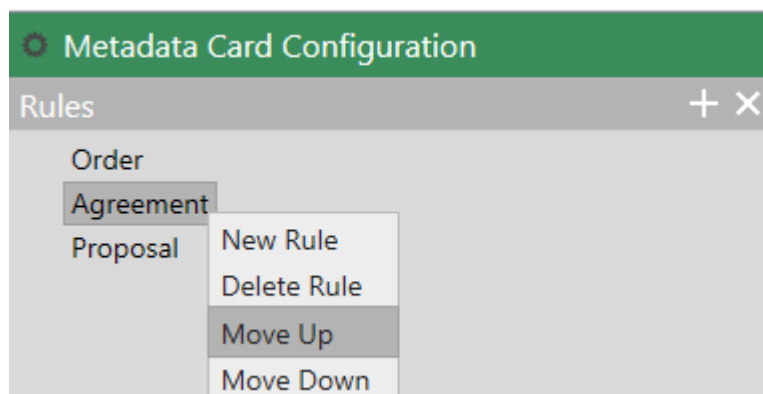 Metadata Card Configuration
Rules
Order
Agreement
Proposal
New Rule
Delete Rule
Move Up
Move Down